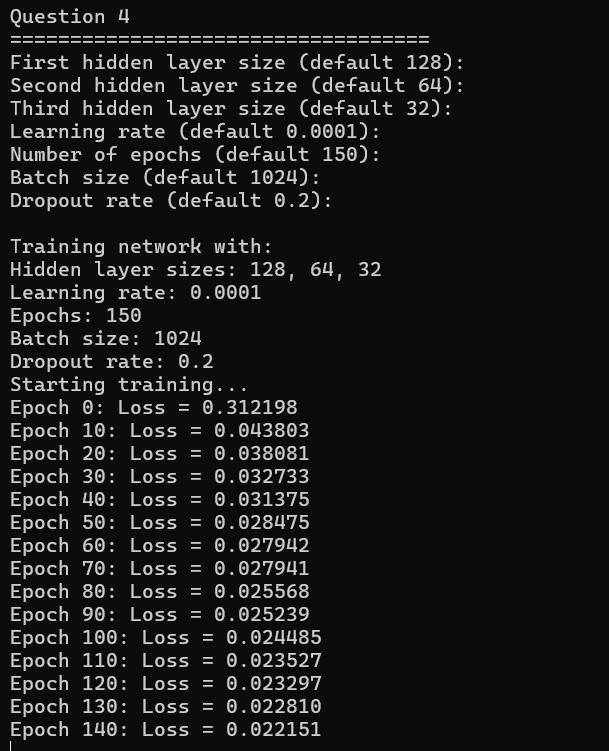 Question 4
===================================
First hidden layer size (default 128):
Second hidden layer size (default 64):
Third hidden layer size (default 32):
Learning rate (default 0.0001):
Number of epochs (default 150):
Batch size (default 1024):
Dropout rate (default 0.2):
Training network with:
Hidden layer sizes: 128, 64, 32
Learning rate: 0.0001
Epochs: 150
Batch size: 1024
Dropout rate: 0.2
Starting training...
Epoch 0: Loss = 0.312198
Epoch 10: Loss = 0.043803
Epoch 20: Loss = 0.038081
Epoch 30: Loss = 0.032733
Epoch 40: Loss = 0.031375
Epoch 50: Loss = 0.028475
Epoch 60: Loss = 0.027942
Epoch 70: Loss = 0.027941
Epoch 80: Loss = 0.025568
Epoch 90: Loss = 0.025239
Epoch 100: Loss = 0.024485
Epoch 110: Loss = 0.023527
Epoch 120: Loss = 0.023297
Epoch 130: Loss = 0.022810
Epoch 140: Loss = 0.022151